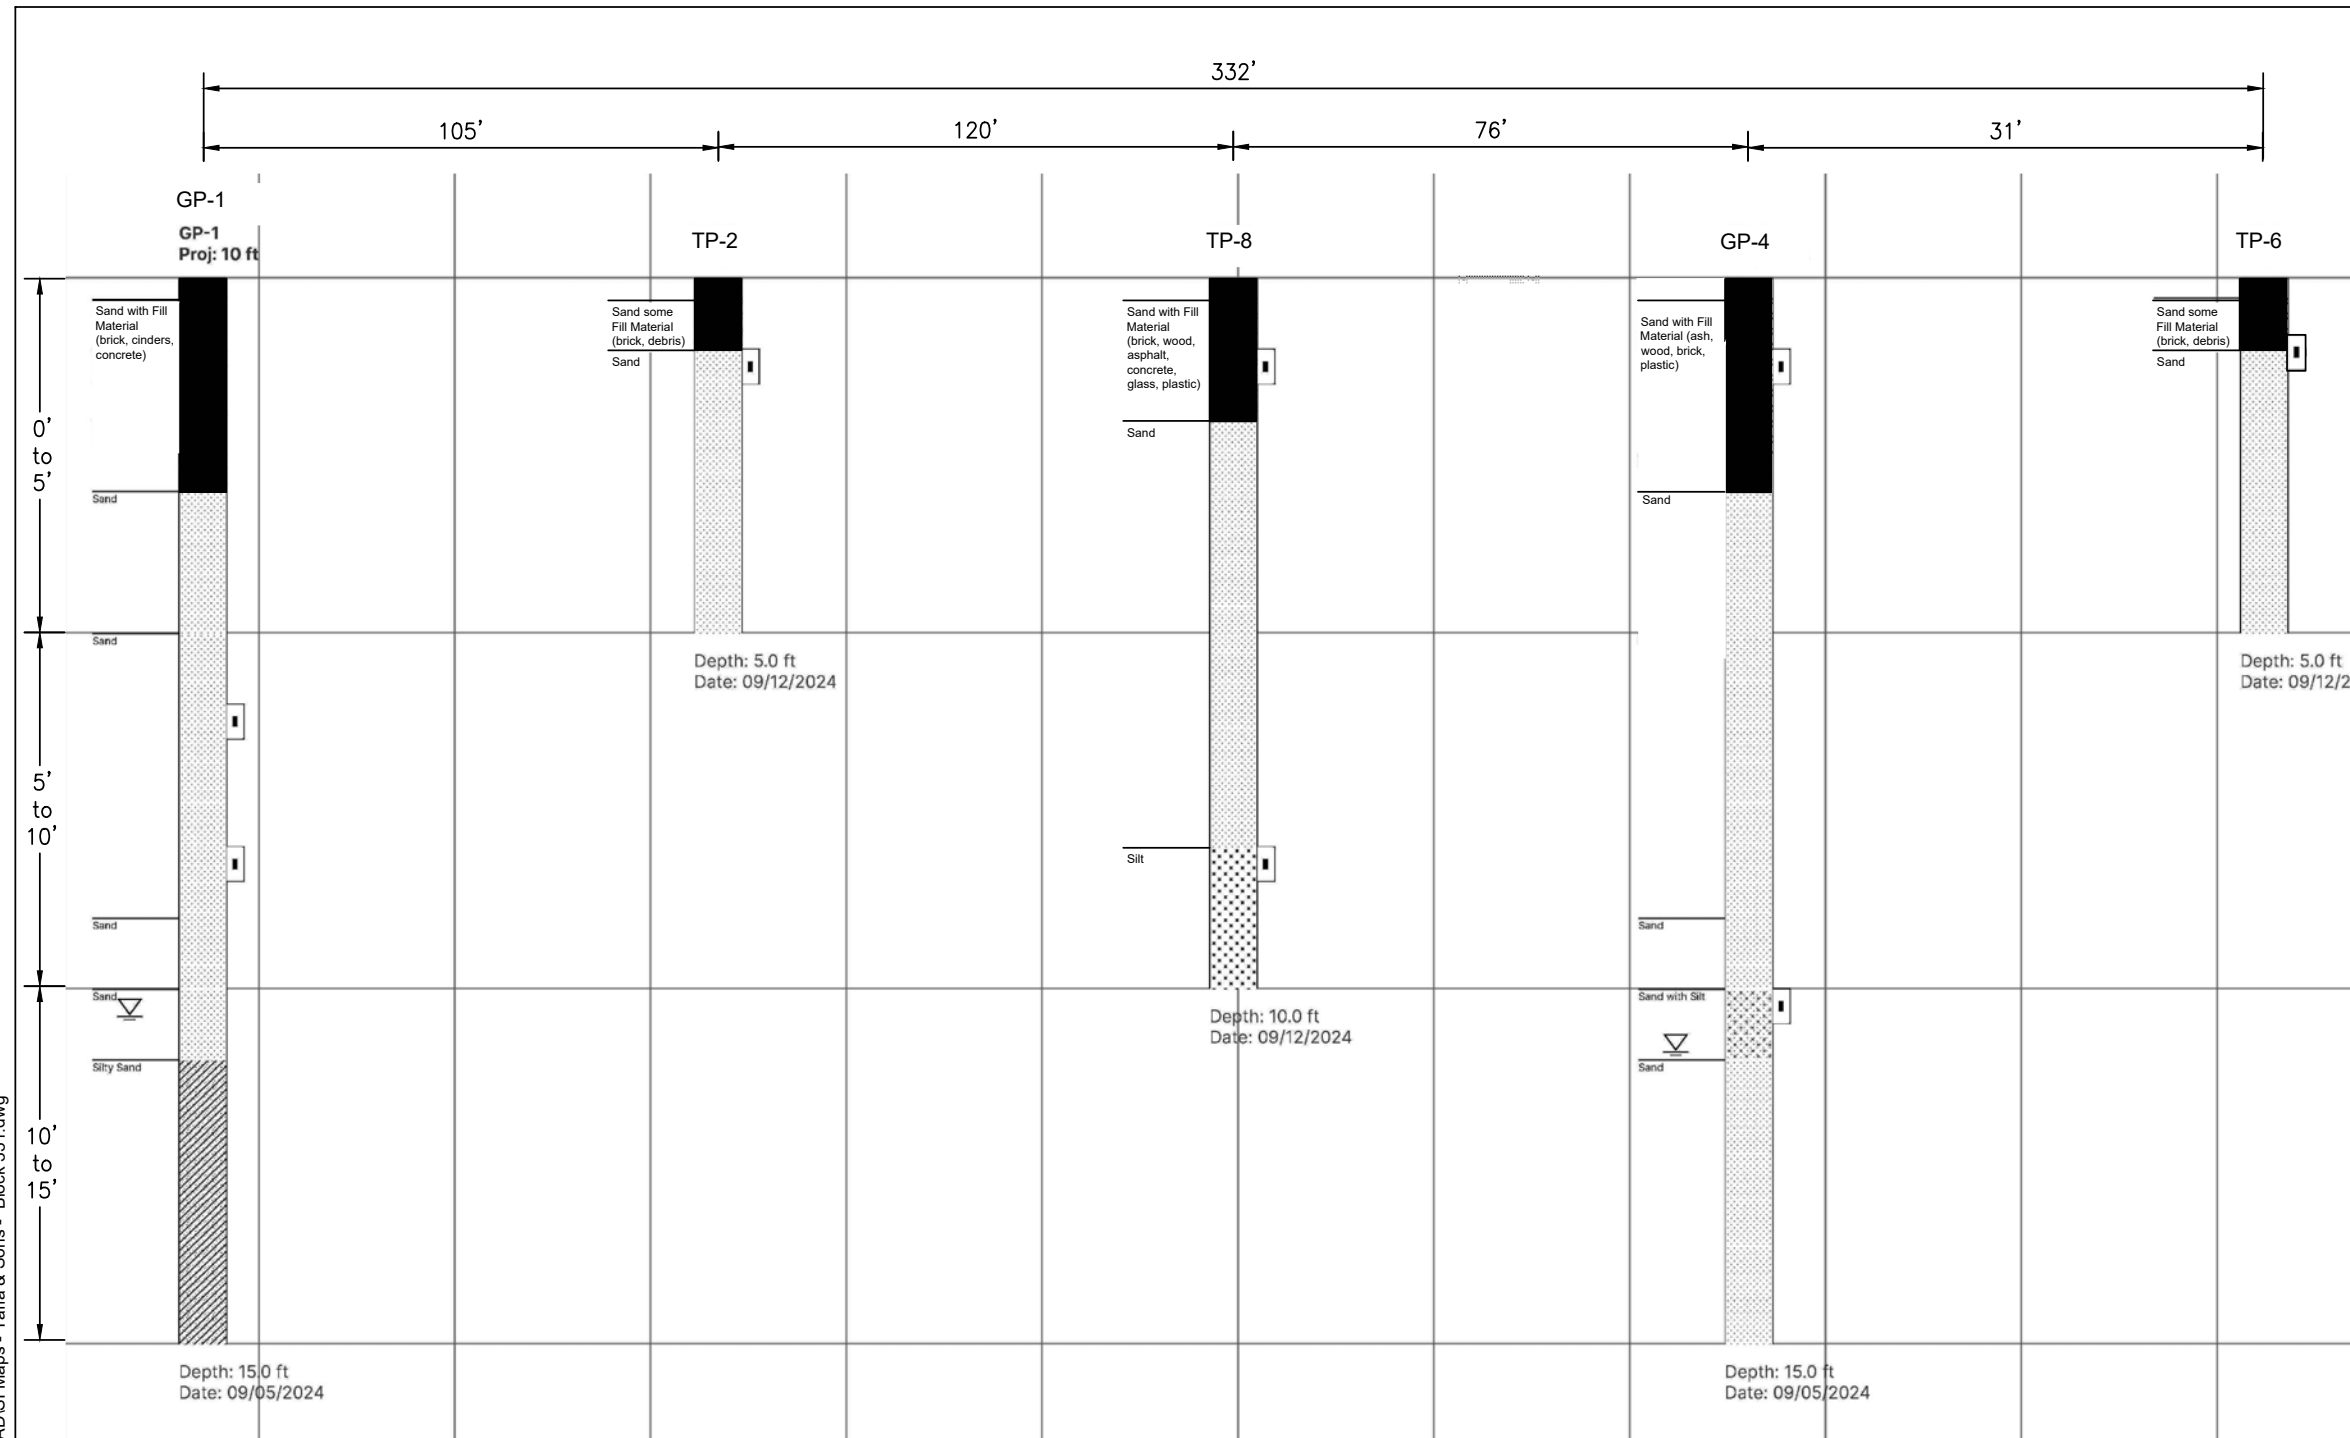 332’
105’
120’
76’
31’
GP-1
GP-1
Proj: 10 ft
TP-2
TP-8
GP-4
TP-6
0’
to
5’
5’
to
10’
10’
to
15’
Sand with Fill
Material
(brick, cinders,
concrete)
Sand
Sand
Sand
Sand
Silty Sand
Depth: 15.0 ft
Date: 09/05/2024
Sand some
Fill Material
(brick, debris)
Sand
Depth: 5.0 ft
Date: 09/12/2024
Sand with Fill
Material
(brick, wood,
asphalt,
concrete,
glass, plastic)
Sand
Silt
Depth: 10.0 ft
Date: 09/12/2024
Sand with Fill
Material (ash,
wood, brick,
plastic)
Sand
Sand
Sand with Silt
Sand
Depth: 15.0 ft
Date: 09/05/2024
Sand some
Fill Material
(brick, debris)
Sand
Depth: 5.0 ft
Date: 09/12/2